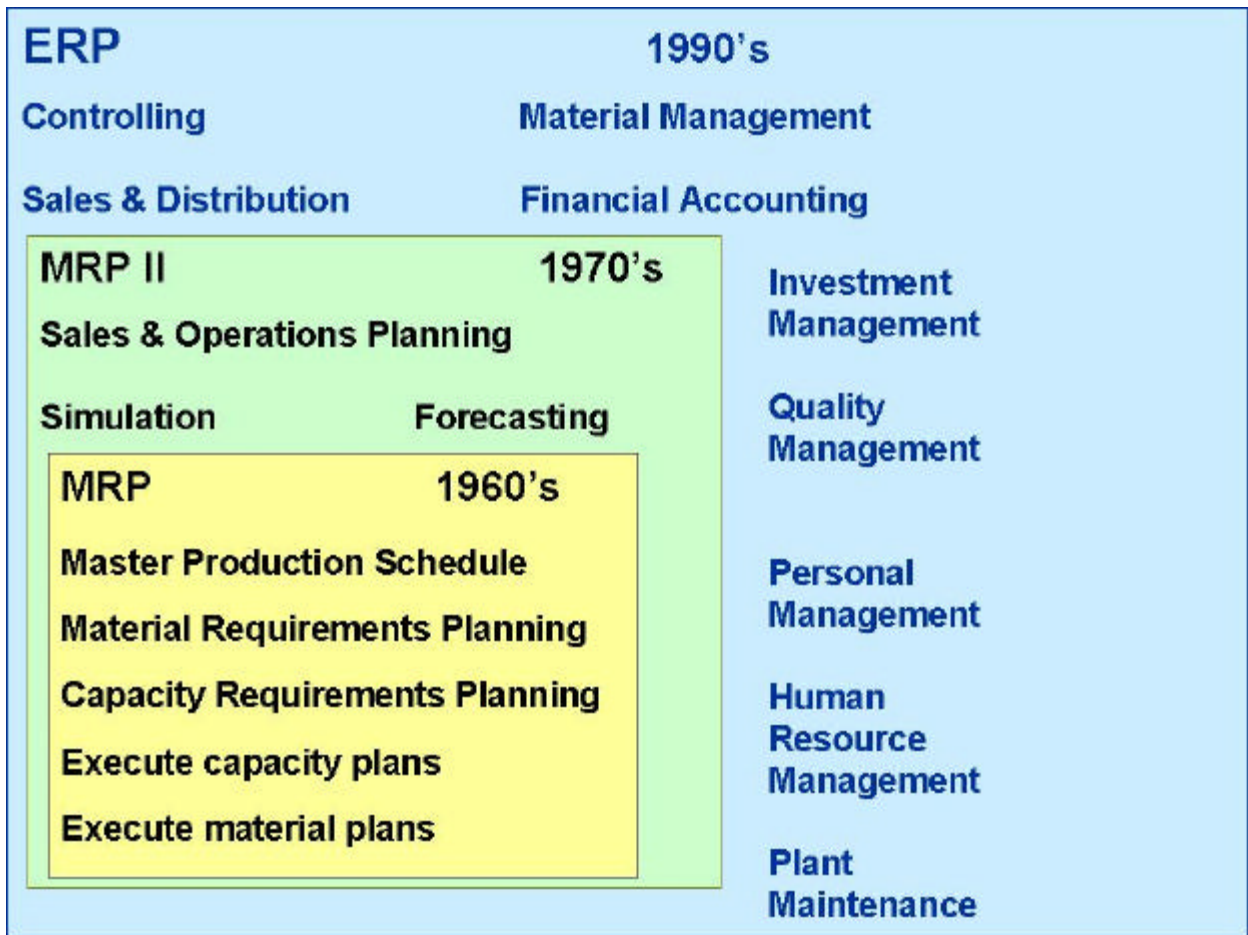 ERP 1990's
Controlling Material Management
Sales & Distribution Financial Accounting
MRP II 1970's
Sales & Operations Planning
Simulation Forecasting
MRP 1960's
Master Production Schedule
Material Requirements Planning
Capacity Requirements Planning
Execute capacity plans
Execute material plans
Investment
Management
Quality
Management
Personal
Management
Human
Resource
Management
Plant
Maintenance